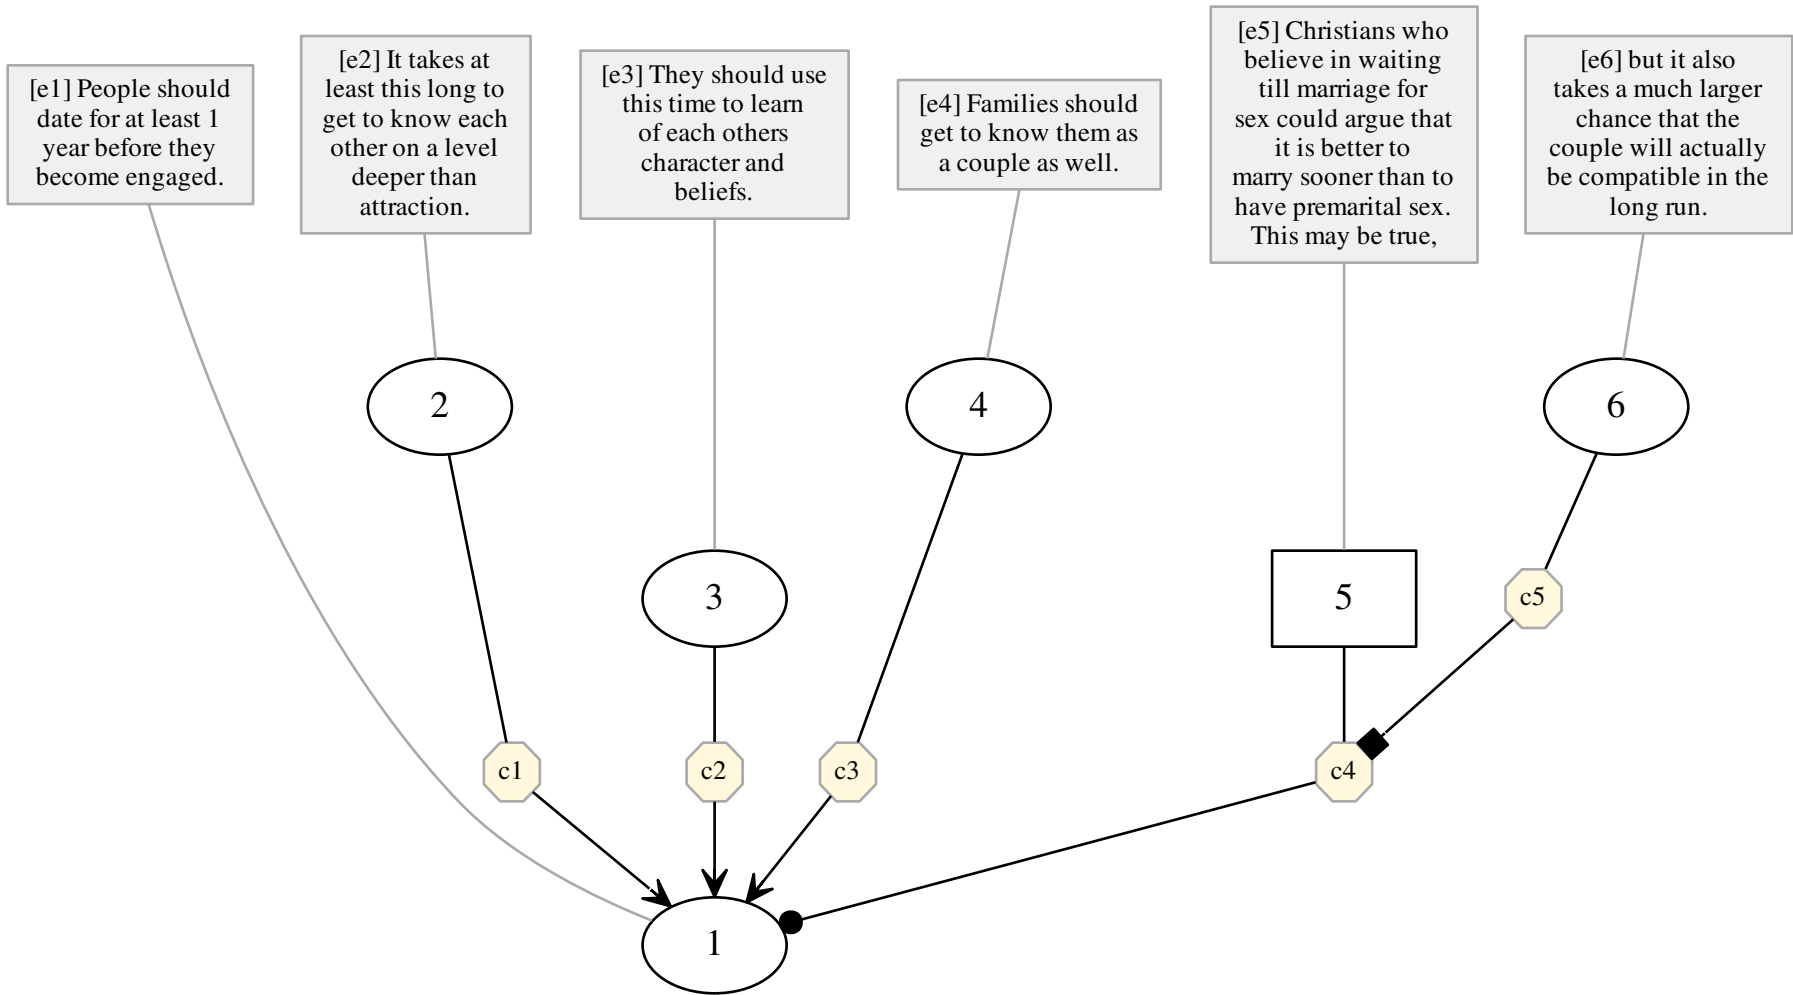 [e1] People should
date for at least 1
year before they
become engaged.
[e2] It takes at
least this long to
get to know each
other on a level
deeper than
attraction.
[e3] They should use
this time to learn
of each others
character and
beliefs.
[e4] Families should
get to know them as
a couple as well.
[e5] Christians who
believe in waiting
till marriage for
sex could argue that
it is better to
marry sooner than to
have premarital sex.
This may be true,
[e6] but it also
takes a much larger
chance that the
couple will actually
be compatible in the
long run.
2
4
6
3
5
c5
c1
c2
c3
c4
1